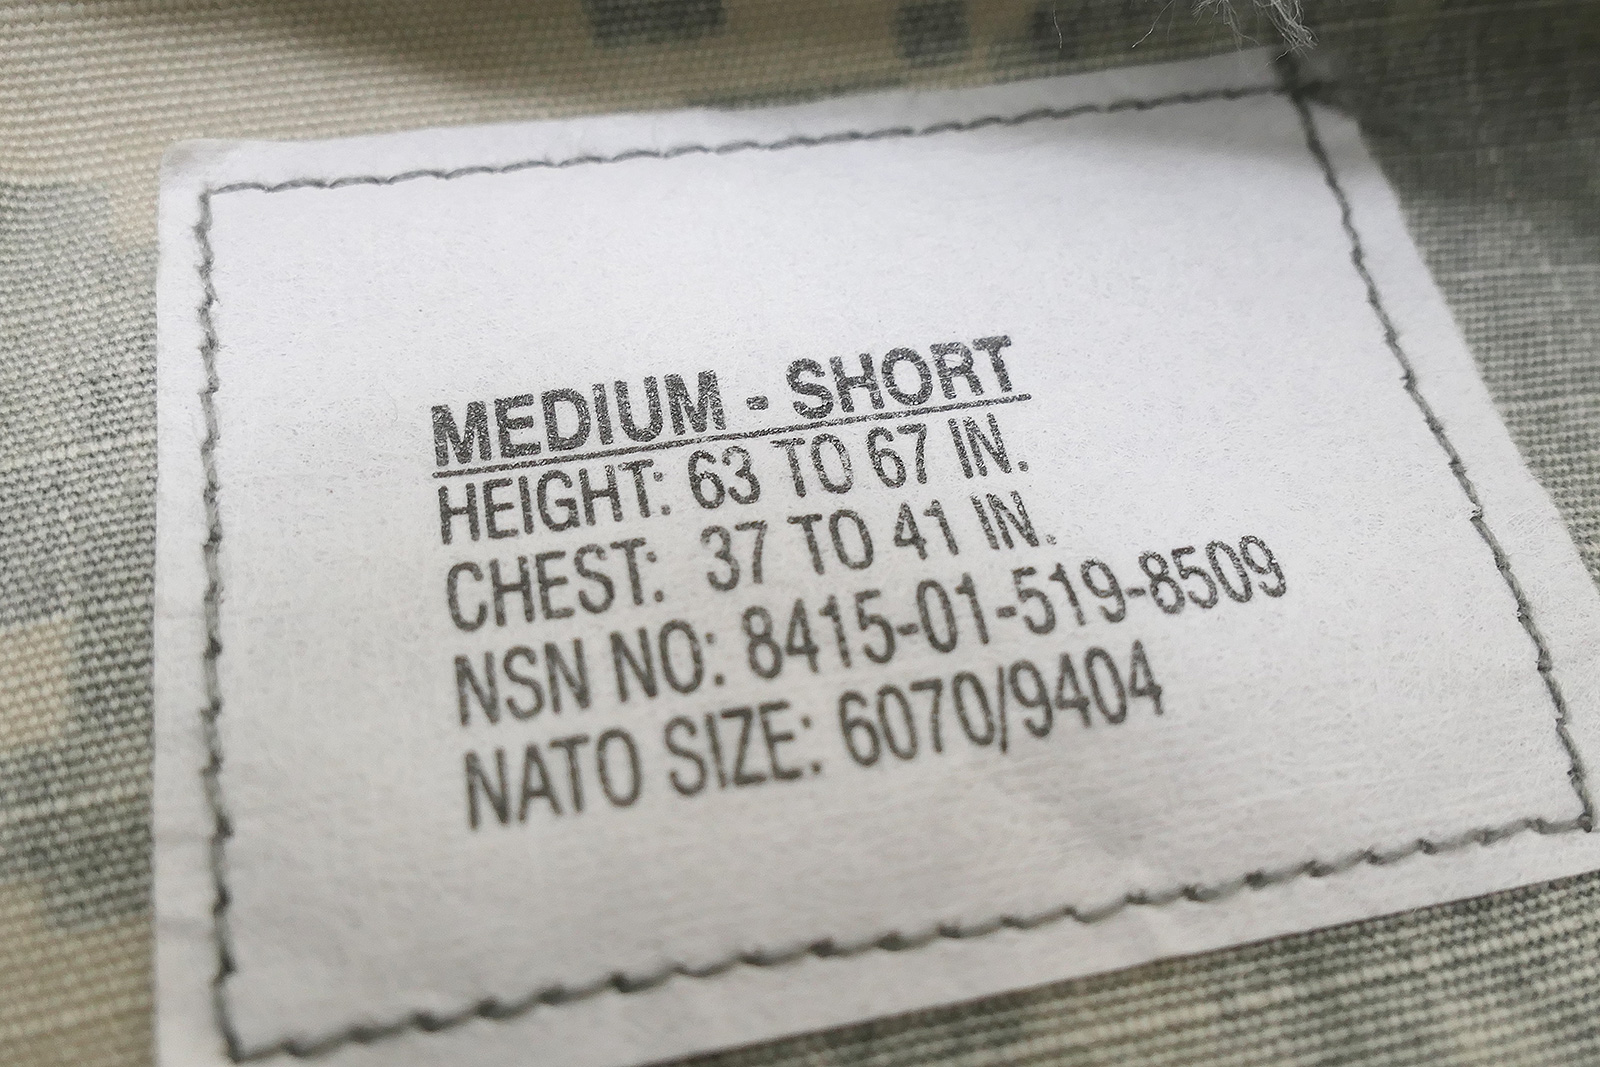 MEDIUM - SHORT
HEIGHT: 63 TO 67 IN.
CHEST: 37 TO 41 IN.
NSN NO: 8415-01-519-8509
NATO SIZE: 6070/9404